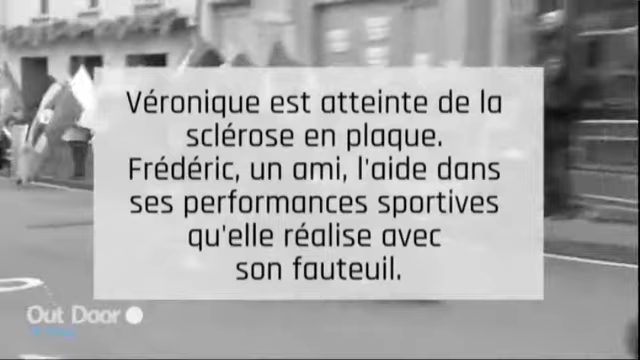 Véronique est atteinte de la
sclérose en plaque.
Frédéric, un ami, l'aide dans
ses performances sportives
qu'elle réalise avec
son fauteuil.
Out Door